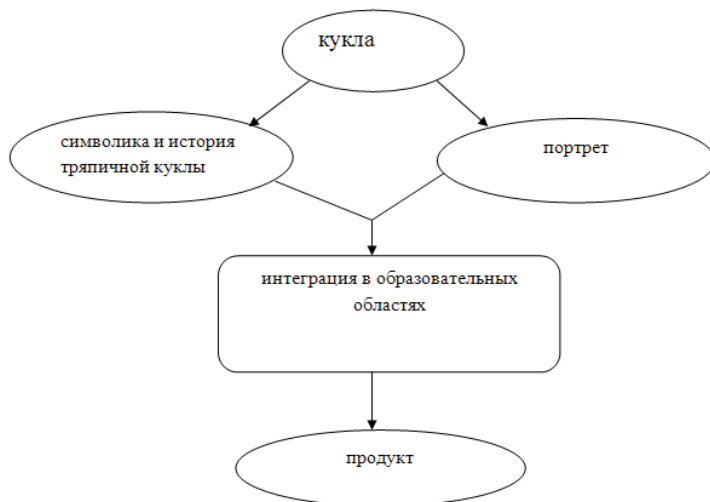 кукла
символика и история
тряпичной куклы
портрет
интеграция в образовательных
областях
продукт